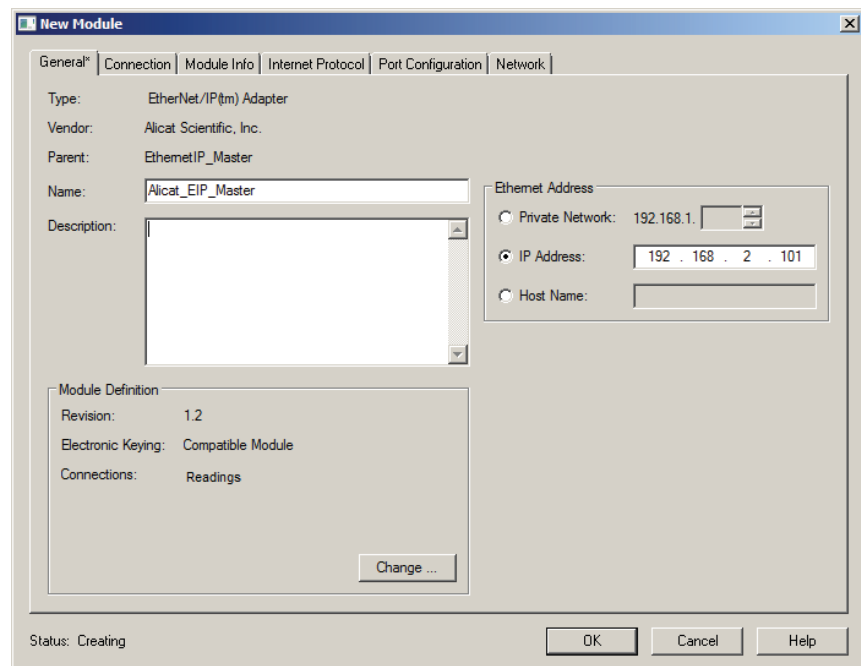 New Module
General* Connection Module Info Internet Protocol Port Configuration Network
Type: EtherNet/IP(tm) Adapter
Vendor: Alicat Scientific, Inc.
Parent: EthernetIP_Master
Name: Alicat_EIP_Master
Description:
Ethernet Address
Private Network: 192.168.1.
IP Address: 192 . 168 . 2 . 101
Host Name:
Module Definition
Revision: 1.2
Electronic Keying: Compatible Module
Connections: Readings
Change ...
Status: Creating
OK Cancel Help